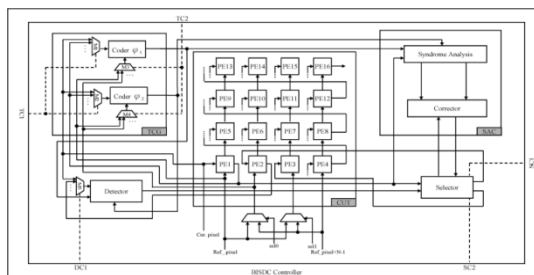 TC2
Coder φ1
Coder φ2
TCG
TC1
PE13 PE14 PE15 PE16
PE9 PE10 PE11 PE12
PE5 PE6 PE7 PE8
PE1 PE2 PE3 PE4
CUT
Syndrome Analysis
Corrector
SAC
SC1
Detector
Selector
Cur_pixel
Ref_pixel
sel0
sel1
Ref_pixel+N-1
DC1
SC2
BISDC Controller